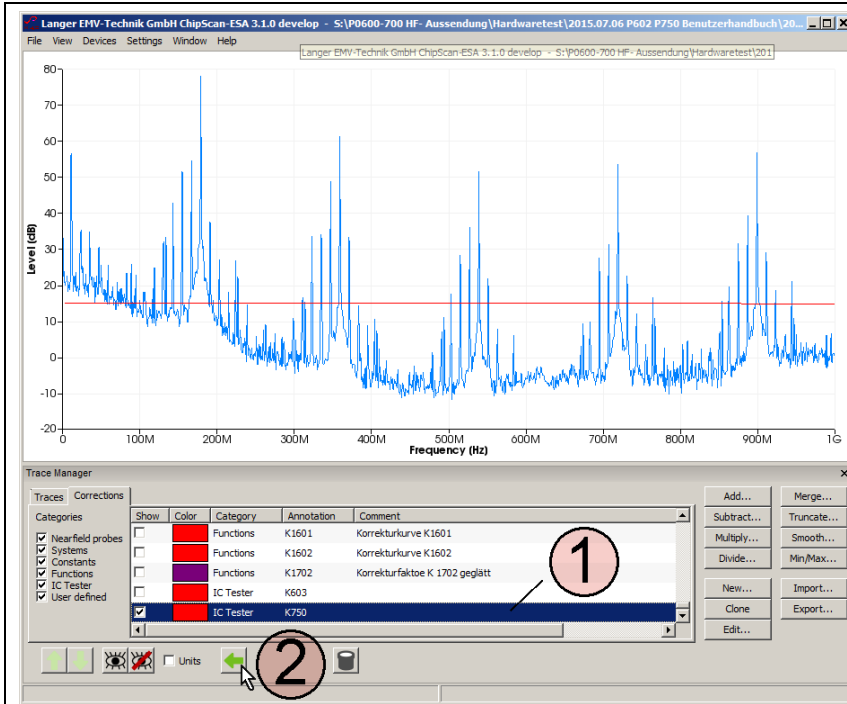 Langer EMV-Technik GmbH ChipScan-ESA 3.1.0 develop - S:\P0600-700 HF- Aussendung\Hardwaretest\2015.07.06 P602 P750 Benutzerhandbuch\20...
File View Devices Settings Window Help
Langer EMV-Technik GmbH ChipScan-ESA 3.1.0 develop - S:\P0600-700 HF- Aussendung\Hardwaretest\201
80
70
60
50
40
30
20
10
0
-10
-20
Level (dB)
0 100M 200M 300M 400M 500M 600M 700M 800M 900M 1G
Frequency (Hz)
Trace Manager
Traces Corrections
Categories
Nearfield probes
Systems
Constants
Functions
IC Tester
User defined
Show Color Category Annotation Comment
Functions K1601 Korrekturkurve K1601
Functions K1602 Korrekturkurve K1602
Functions K1702 Korrekturfaktoe K 1702 geglätt
IC Tester K603
IC Tester K750
1
Add... Merge...
Subtract... Truncate...
Multiply... Smooth...
Divide... Min/Max...
New... Import...
Clone Export...
Edit...
Units
2